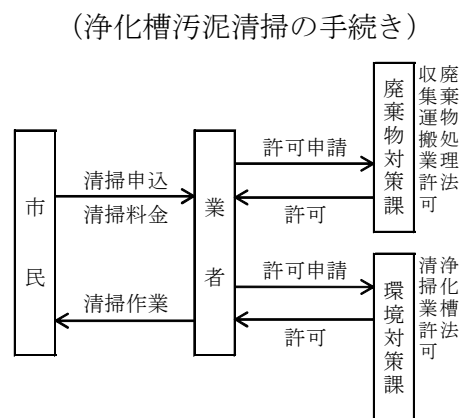 （浄化槽汚泥清掃の手続き）
市民
清掃申込
清掃料金
清掃作業
業者
許可申請
許可
許可申請
許可
廃棄物対策課
廃棄物処理法
収集運搬業許可
環境対策課
浄化槽法
清掃業許可